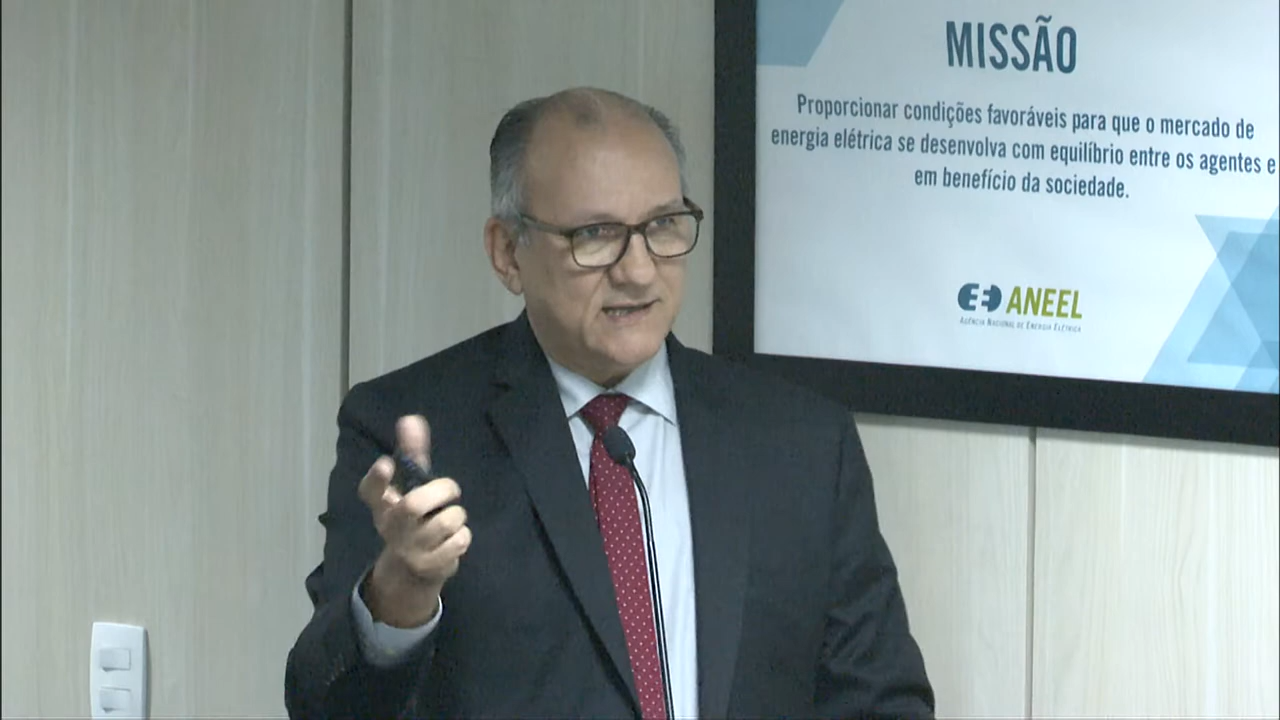 MISSÃO
Proporcionar condições favoráveis para que o mercado de
energia elétrica se desenvolva com equilíbrio entre os agentes e
em benefício da sociedade.
ANEEL
AGÊNCIA NACIONAL DE ENERGIA ELÉTRICA